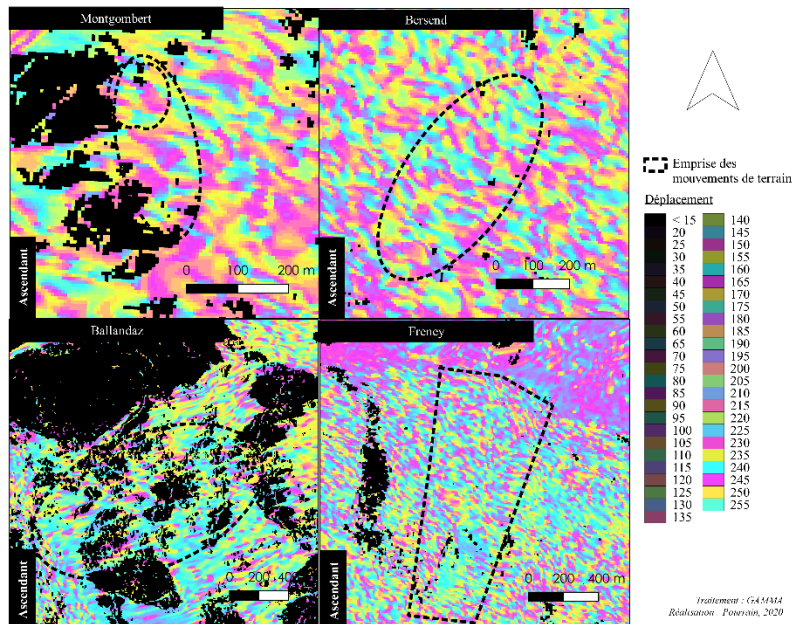 Montgombert
Bersend
Ascendant
0 100 200 m
Ascendant
0 100 200 m
Ballandaz
Freney
Ascendant
0 200 400
Ascendant
0 200 400 m
Emprise des
mouvements de terrain
Déplacement
< 15 140
20 145
25 150
30 155
35 160
40 165
45 170
50 175
55 180
60 185
65 190
70 195
75 200
80 205
85 210
90 215
95 220
100 225
105 230
110 235
115 240
120 245
125 250
130 255
135
Traitement : GAMMA
Réalisation : Pourrain, 2020